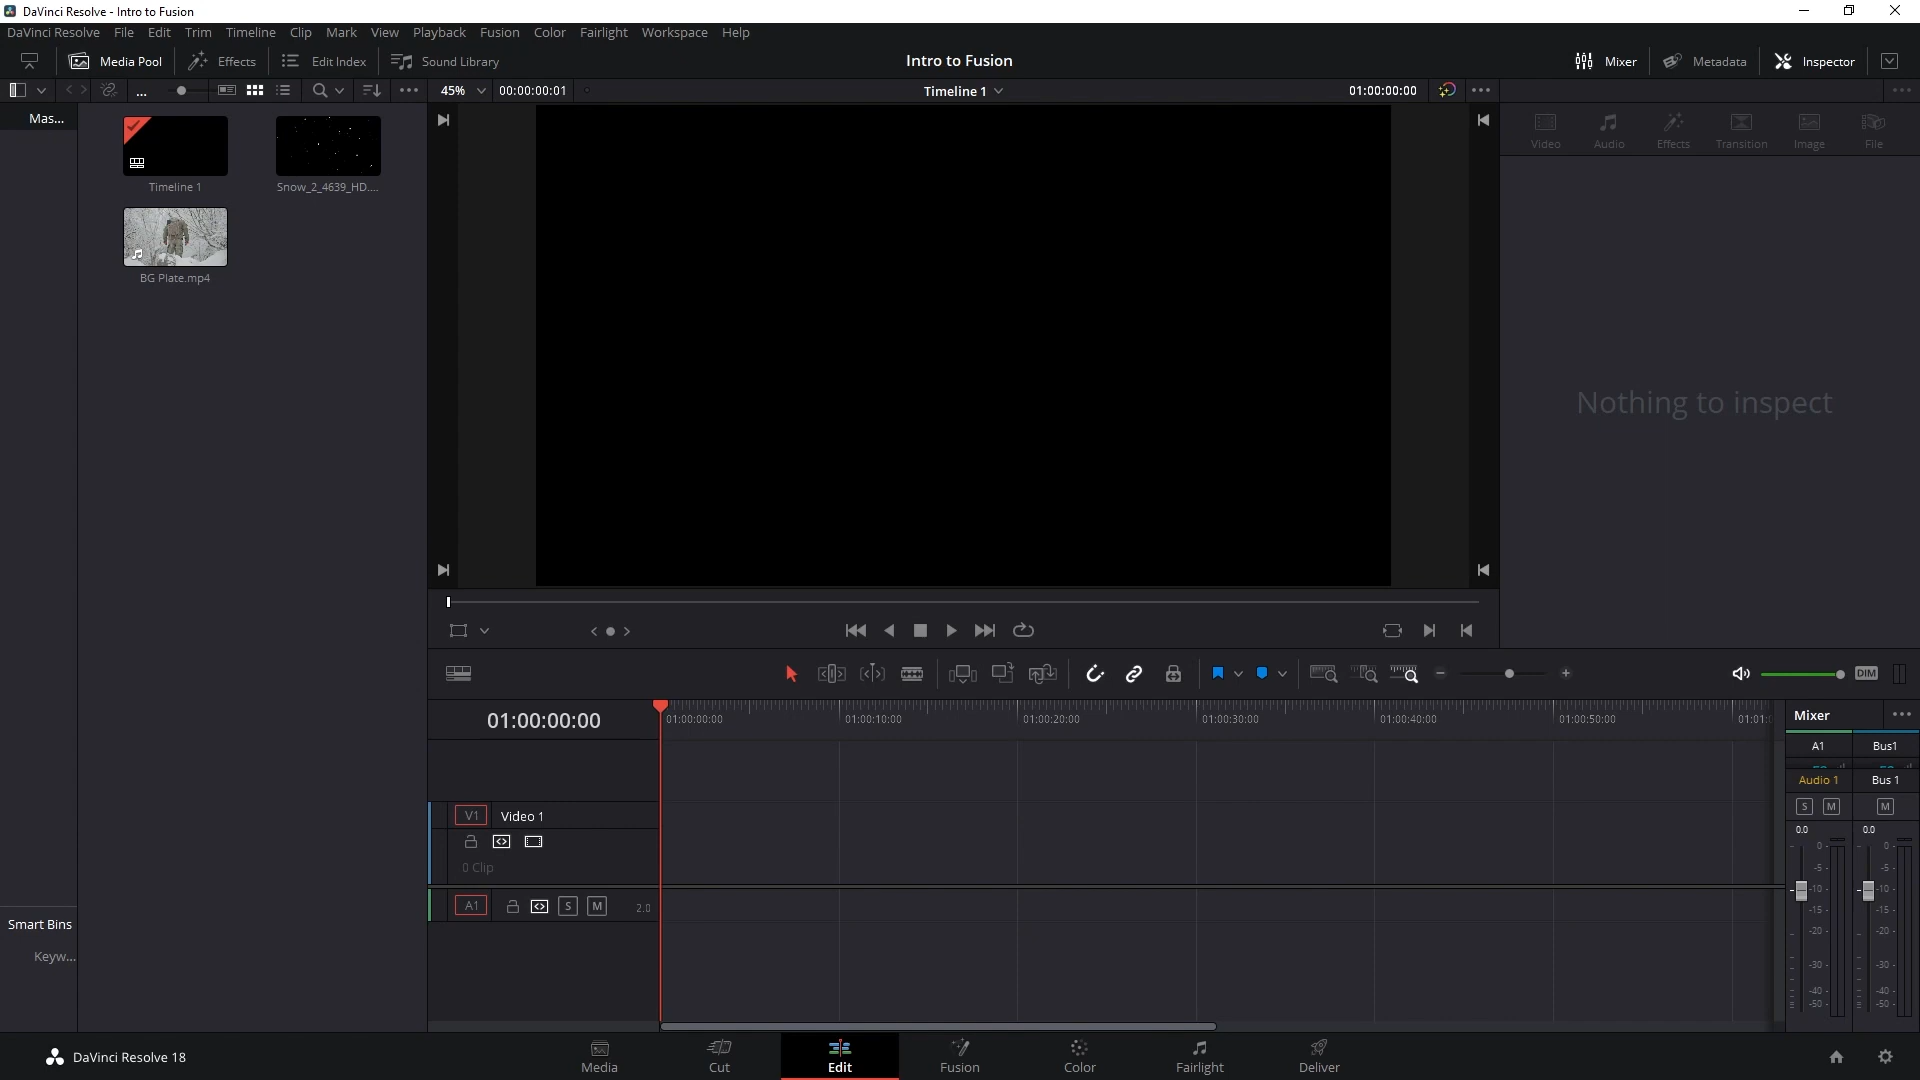 DaVinci Resolve - Intro to Fusion
DaVinci Resolve File Edit Trim Timeline Clip Mark View Playback Fusion Color Fairlight Workspace Help
Media Pool Effects Edit Index Sound Library Intro to Fusion Mixer Metadata Inspector
... 45% 00:00:00:01 Timeline 1 01:00:00:00
Mas...
Timeline 1 Snow_2_4639_HD....
BG Plate.mp4
Video Audio Effects Transition Image File
Nothing to inspect
DIM
01:00:00:00
01:00:00:00 01:00:10:00 01:00:20:00 01:00:30:00 01:00:40:00 01:00:50:00
V1 Video 1
0 Clip
A1 S M 2.0
Mixer
A1 Bus1
Audio 1 Bus 1
S M M
0.0 0.0
0 0
-5 -5
-10 -10
-15 -15
-20 -20
-30 -30
-40 -40
-50 -50
Smart Bins
Keyw...
DaVinci Resolve 18
Media Cut Edit Fusion Color Fairlight Deliver